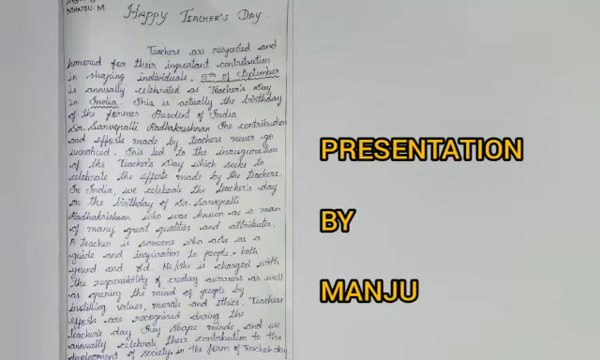 MANJU.M
HAPPY TEACHER'S DAY
Teachers are respected and
honored for their important contribution
in shaping individuals. 5th of September
is annually celebrated as Teacher's Day
in India. This is actually the birthday
of the former President of India
Dr. Sarvepalli Radhakrishnan The contribution
and efforts made by teachers never go
unnoticed. This led to the inauguration
of the Teacher's Day which seeks to
celebrate the efforts made by the teachers.
In India, we celebrate the teacher's day
on the birthday of Dr. Sarvepalli
Radhakrishnan who was known as a man
of many great qualities and attributes.
A Teacher is someone who acts as a
guide and inspiration to people - both
young and old. He/she is charged with
the responsibility of creating awareness as well
as opening the mind of people by
instilling values, morals and ethics. Teachers
efforts are recognised during the
teacher's day. They shape minds, and we
annually celebrate their contribution to the
development of society in the form of Teacher day
PRESENTATION
BY
MANJU